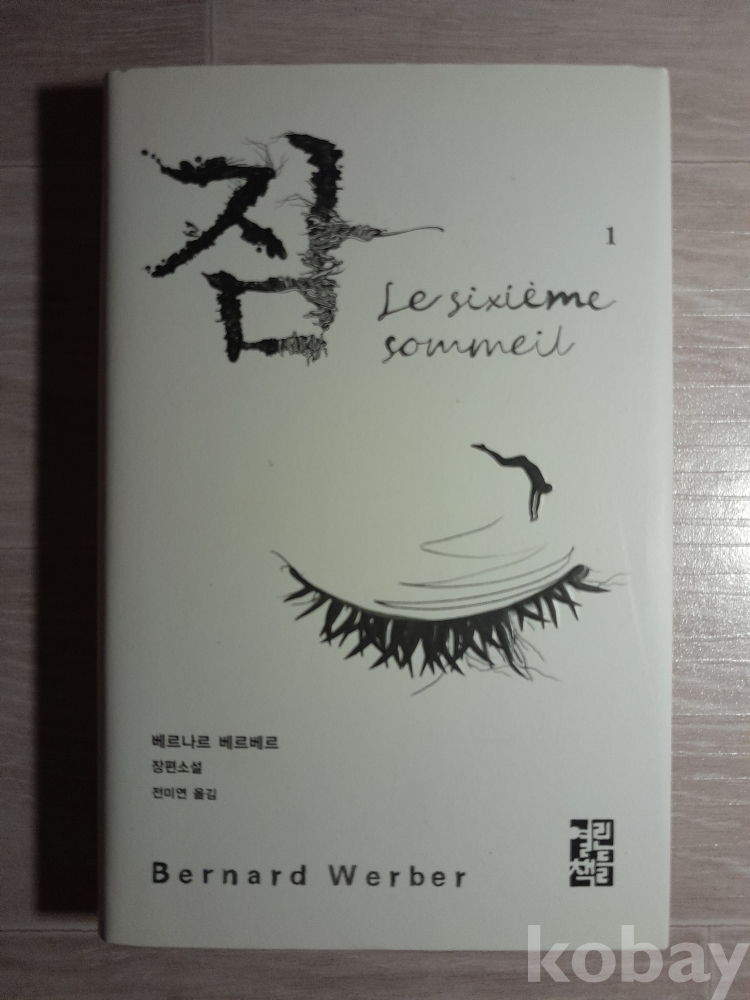 잠
1
Le sixième
sommeil
베르나르 베르베르
장편소설
전미연 옮김
Bernard Werber
열린
책들
kobay